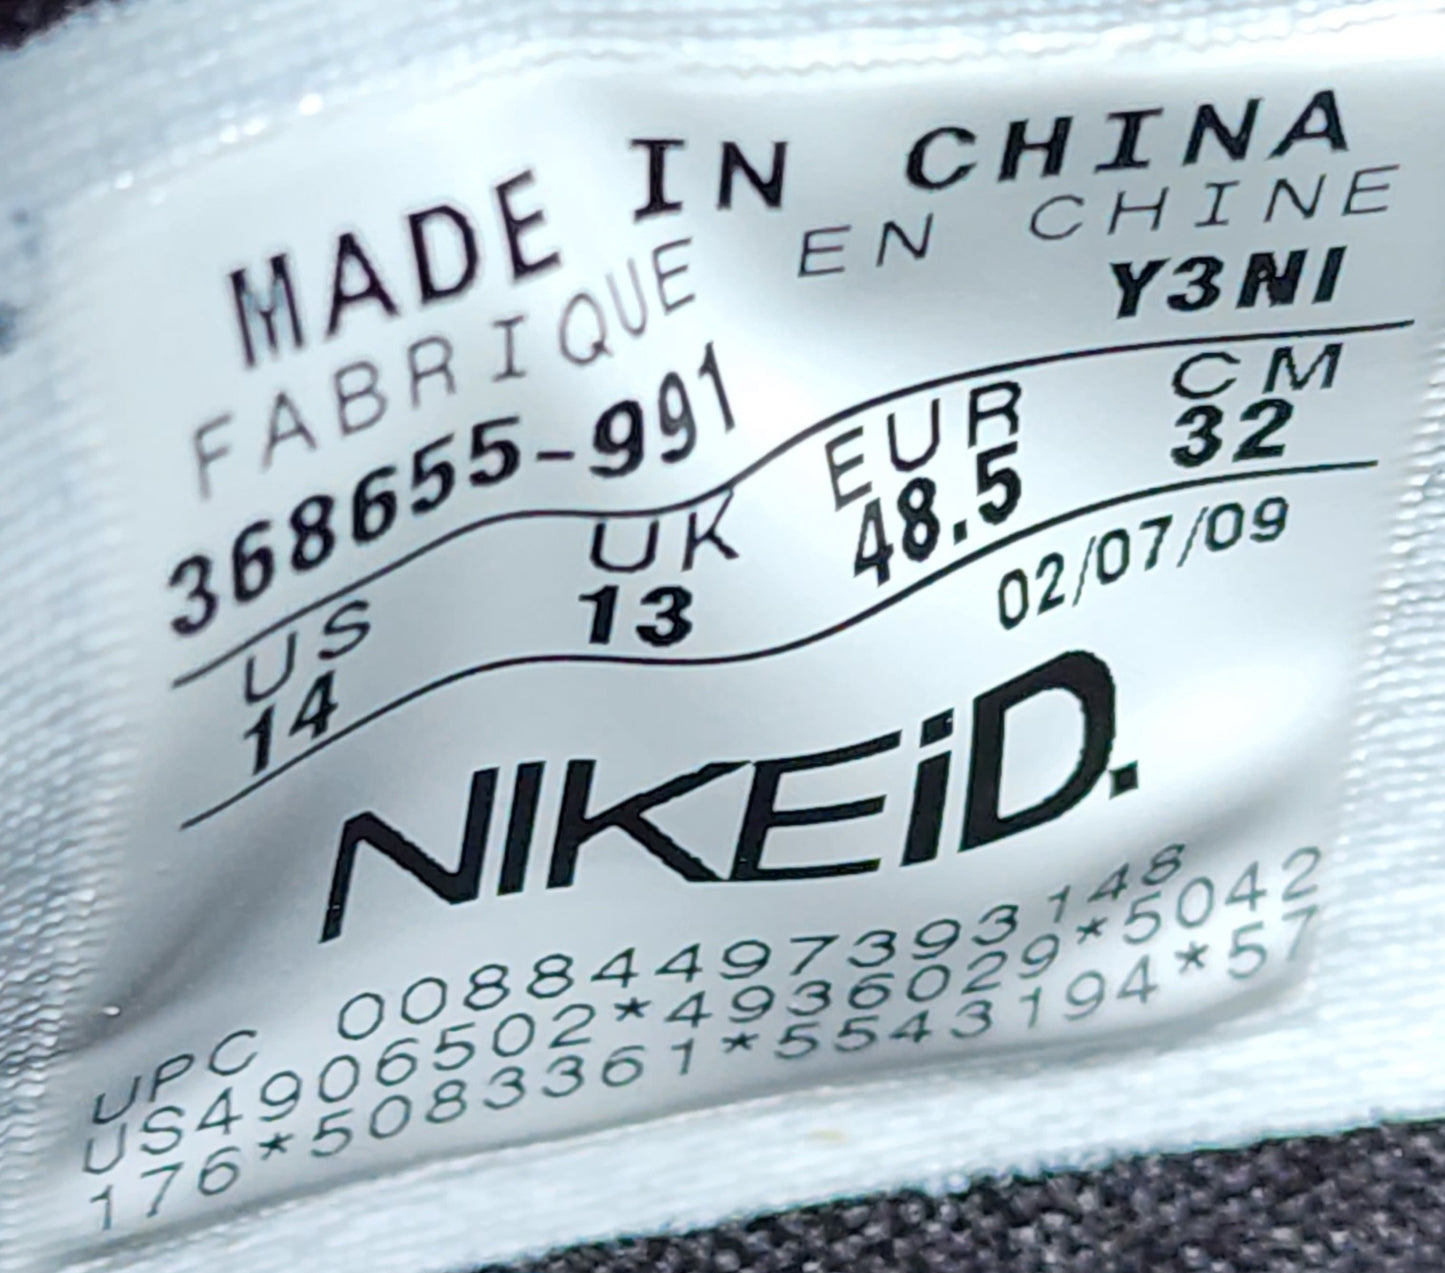 MADE IN CHINA
FABRIQUE EN CHINE
368655-991 Y3NI
US UK EUR CM
14 13 48.5 32
02/07/09
NIKEiD.
UPC 00884497393148
US4906502*4936029*5042
176*5083361*5543194*57